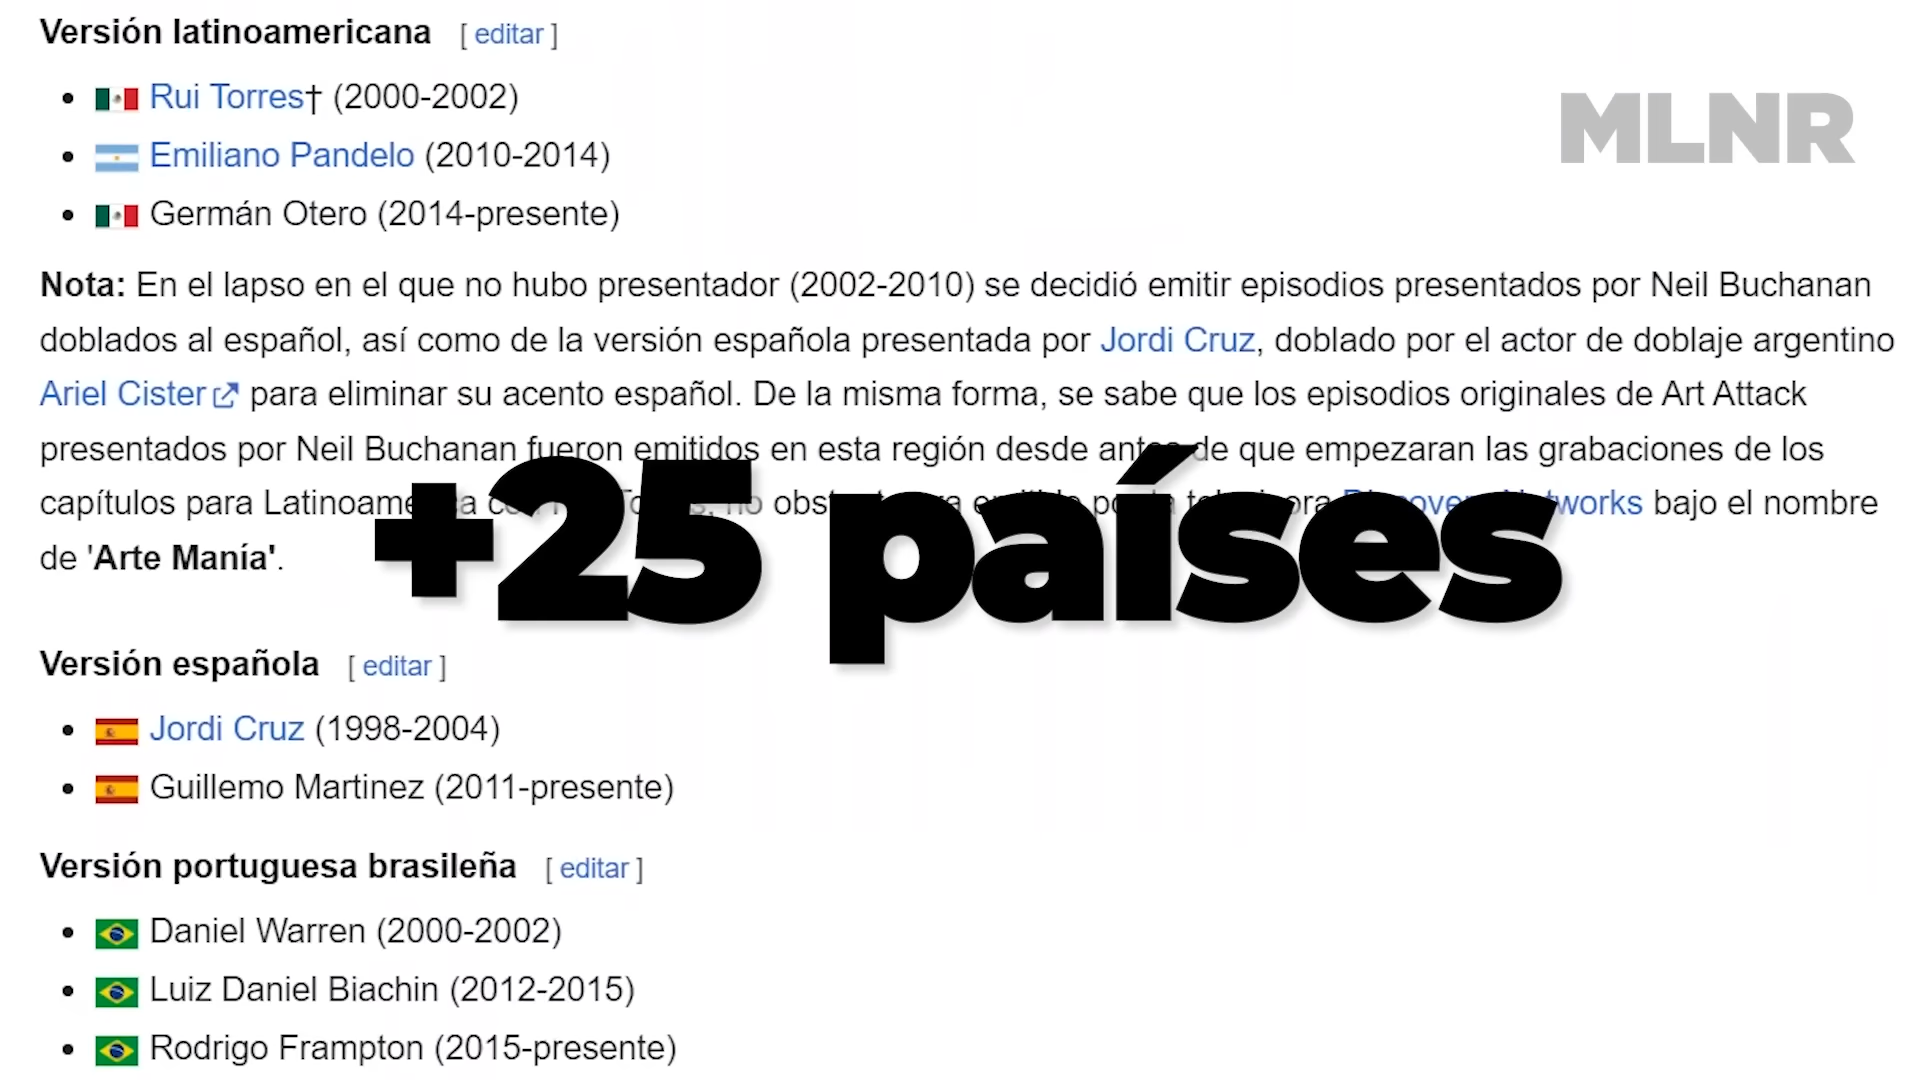 Versión latinoamericana [ editar ]
MLNR
Rui Torres† (2000-2002)
Emiliano Pandelo (2010-2014)
Germán Otero (2014-presente)
Nota: En el lapso en el que no hubo presentador (2002-2010) se decidió emitir episodios presentados por Neil Buchanan
doblados al español, así como de la versión española presentada por Jordi Cruz, doblado por el actor de doblaje argentino
Ariel Cister para eliminar su acento español. De la misma forma, se sabe que los episodios originales de Art Attack
presentados por Neil Buchanan fueron emitidos en esta región desde antes de que empezaran las grabaciones de los
capítulos para no bajo el nombre
de 'Arte Manía'.
+25 países
Versión española [ editar ]
Jordi Cruz (1998-2004)
Guillemo Martinez (2011-presente)
Versión portuguesa brasileña [ editar ]
Daniel Warren (2000-2002)
Luiz Daniel Biachin (2012-2015)
Rodrigo Frampton (2015-presente)